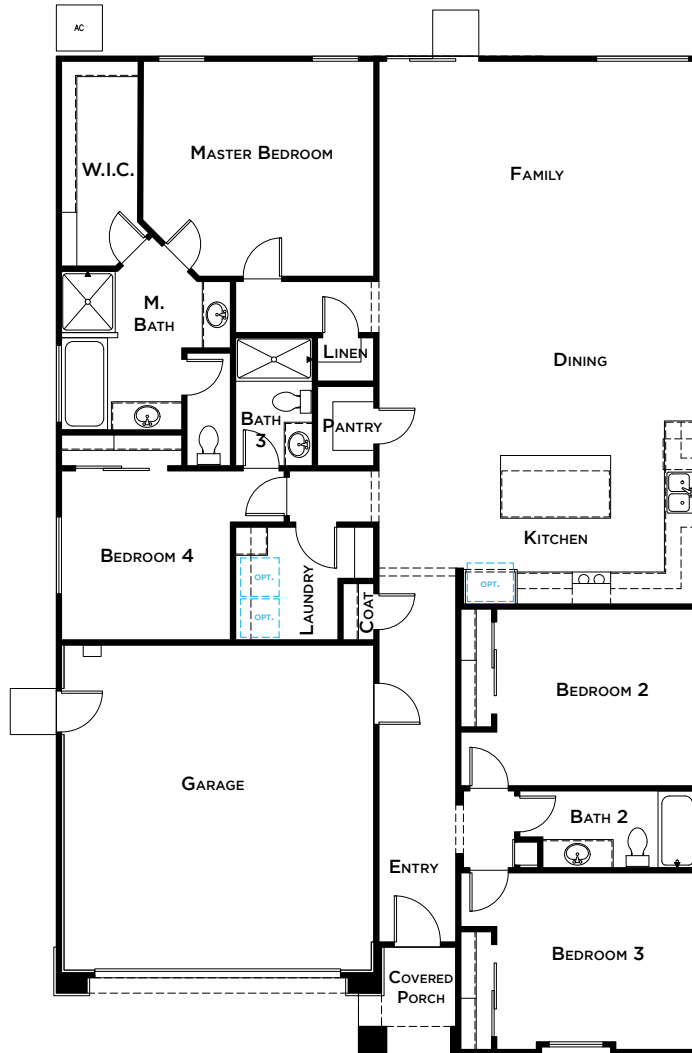 AC
MASTER BEDROOM
W.I.C.
FAMILY
M.
BATH
LINEN
DINING
BATH
3
PANTRY
KITCHEN
BEDROOM 4
LAUNDRY
OPT.
OPT.
OPT.
COAT
BEDROOM 2
GARAGE
BATH 2
ENTRY
BEDROOM 3
COVERED
PORCH